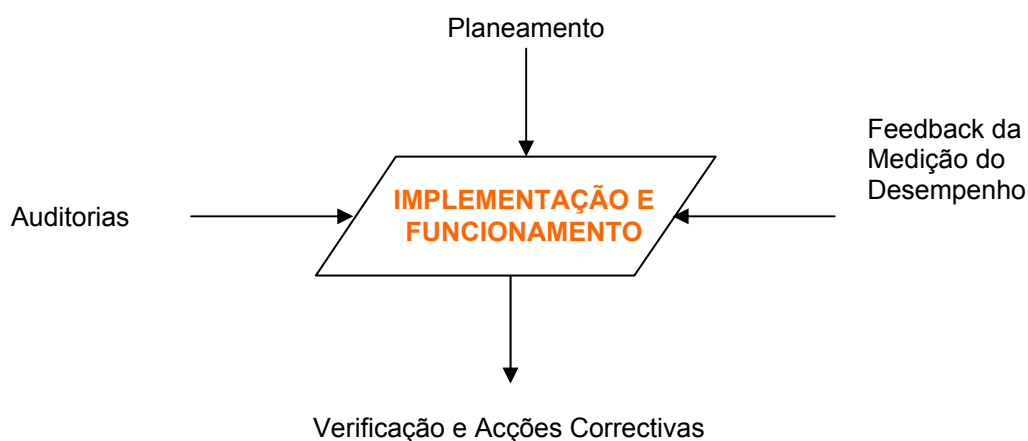 Planeamento
Feedback da
Medição do
Desempenho
Auditorias
IMPLEMENTAÇÃO E
FUNCIONAMENTO
Verificação e Acções Correctivas